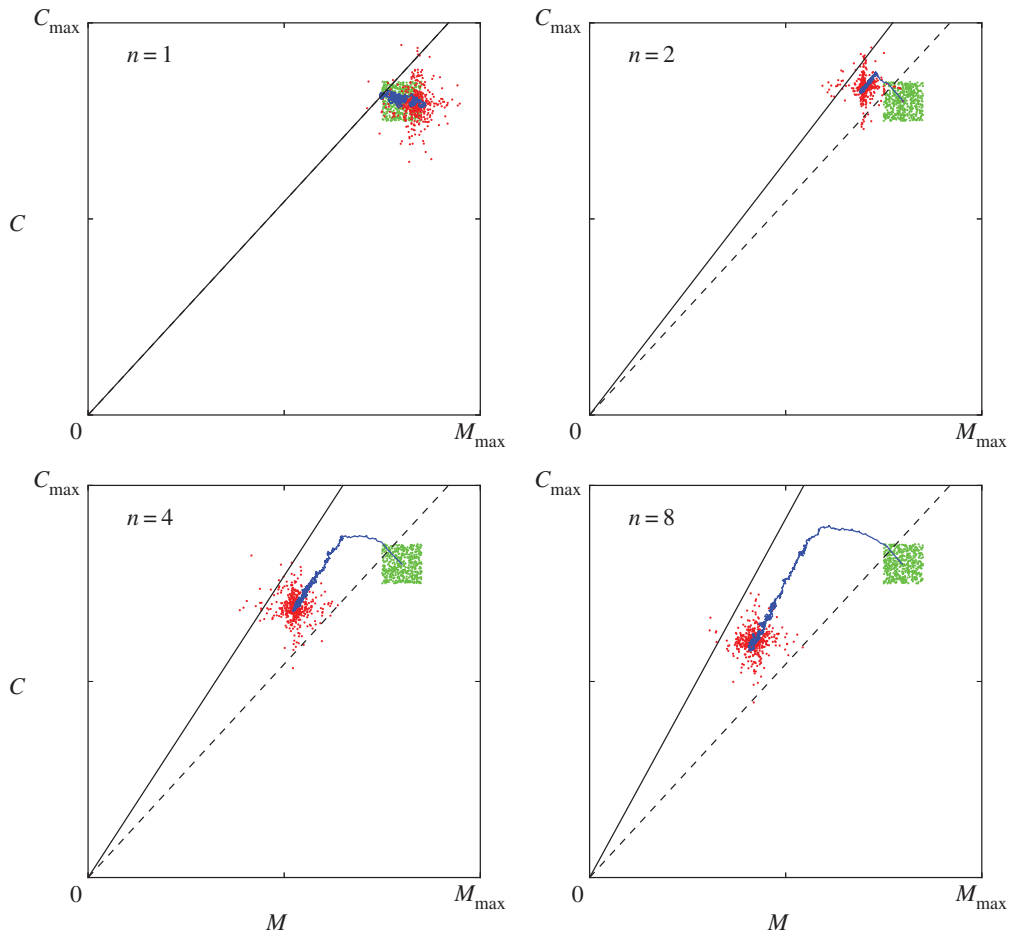 C_max
n = 1
C
0
M_max
C_max
n = 2
0
M_max
C_max
n = 4
C
0
M_max
M
C_max
n = 8
0
M_max
M